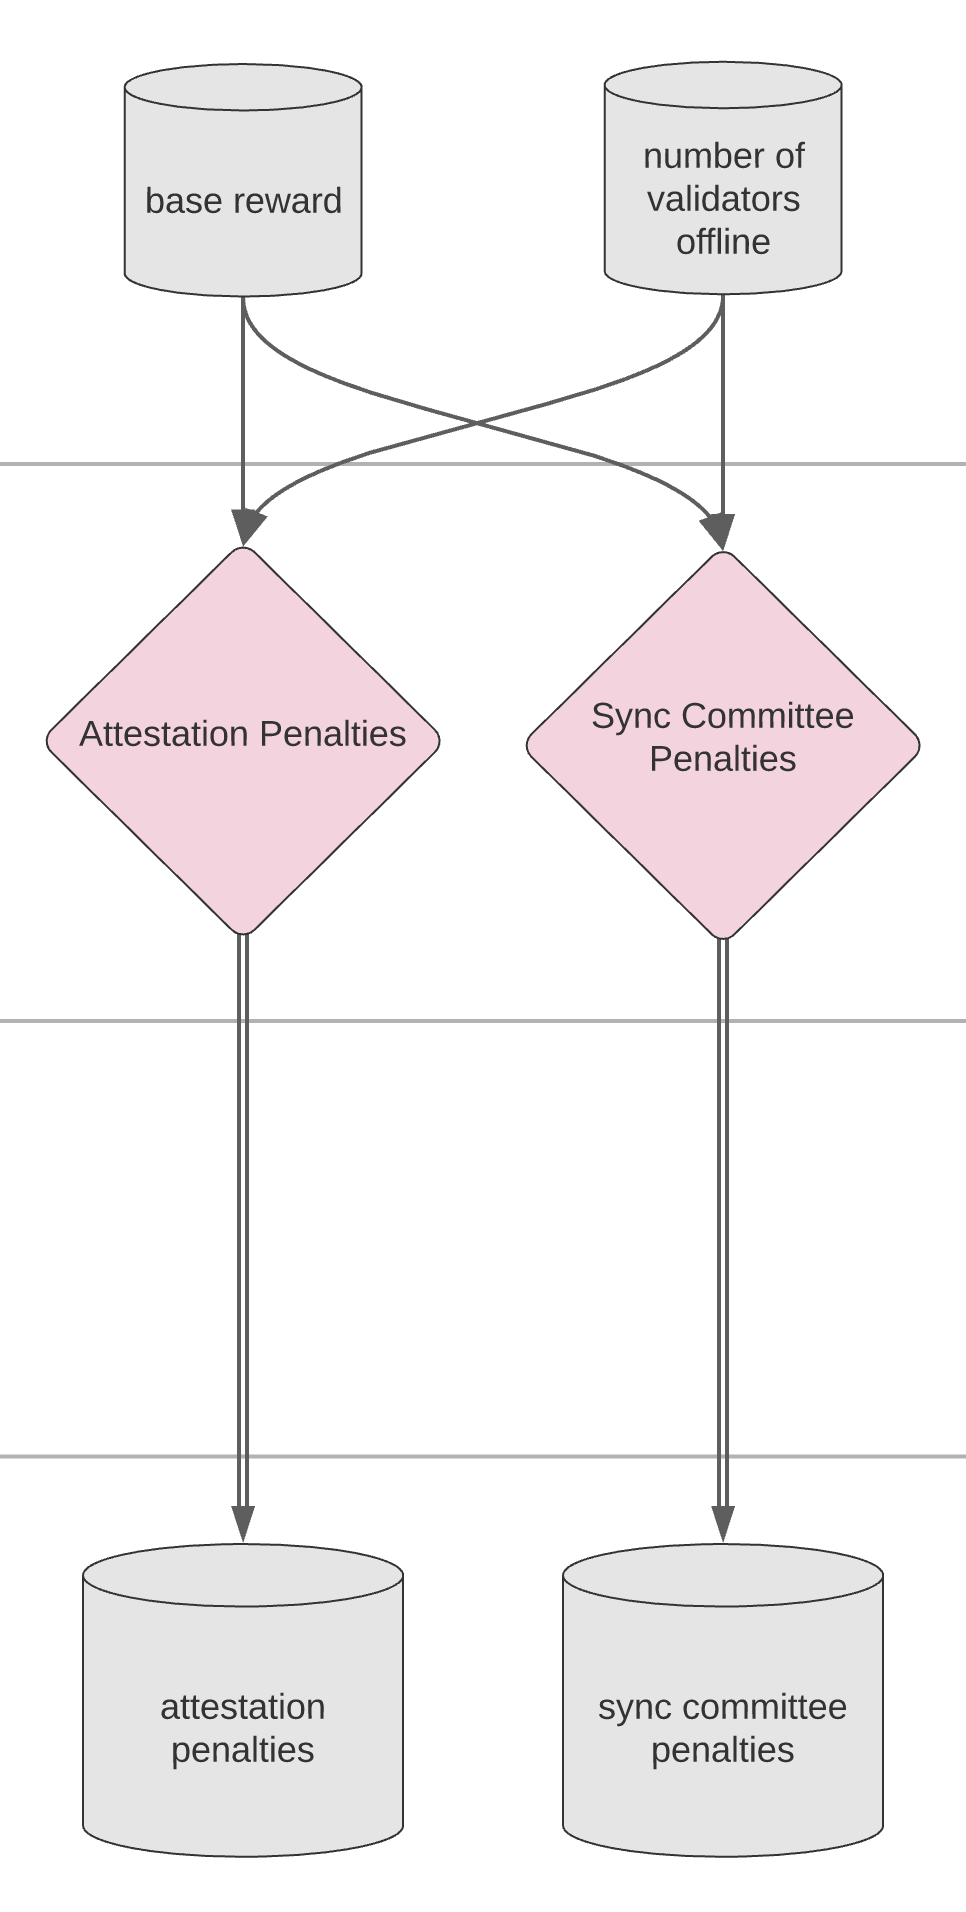 base reward
number of
validators
offline
Attestation Penalties
Sync Committee
Penalties
attestation
penalties
sync committee
penalties